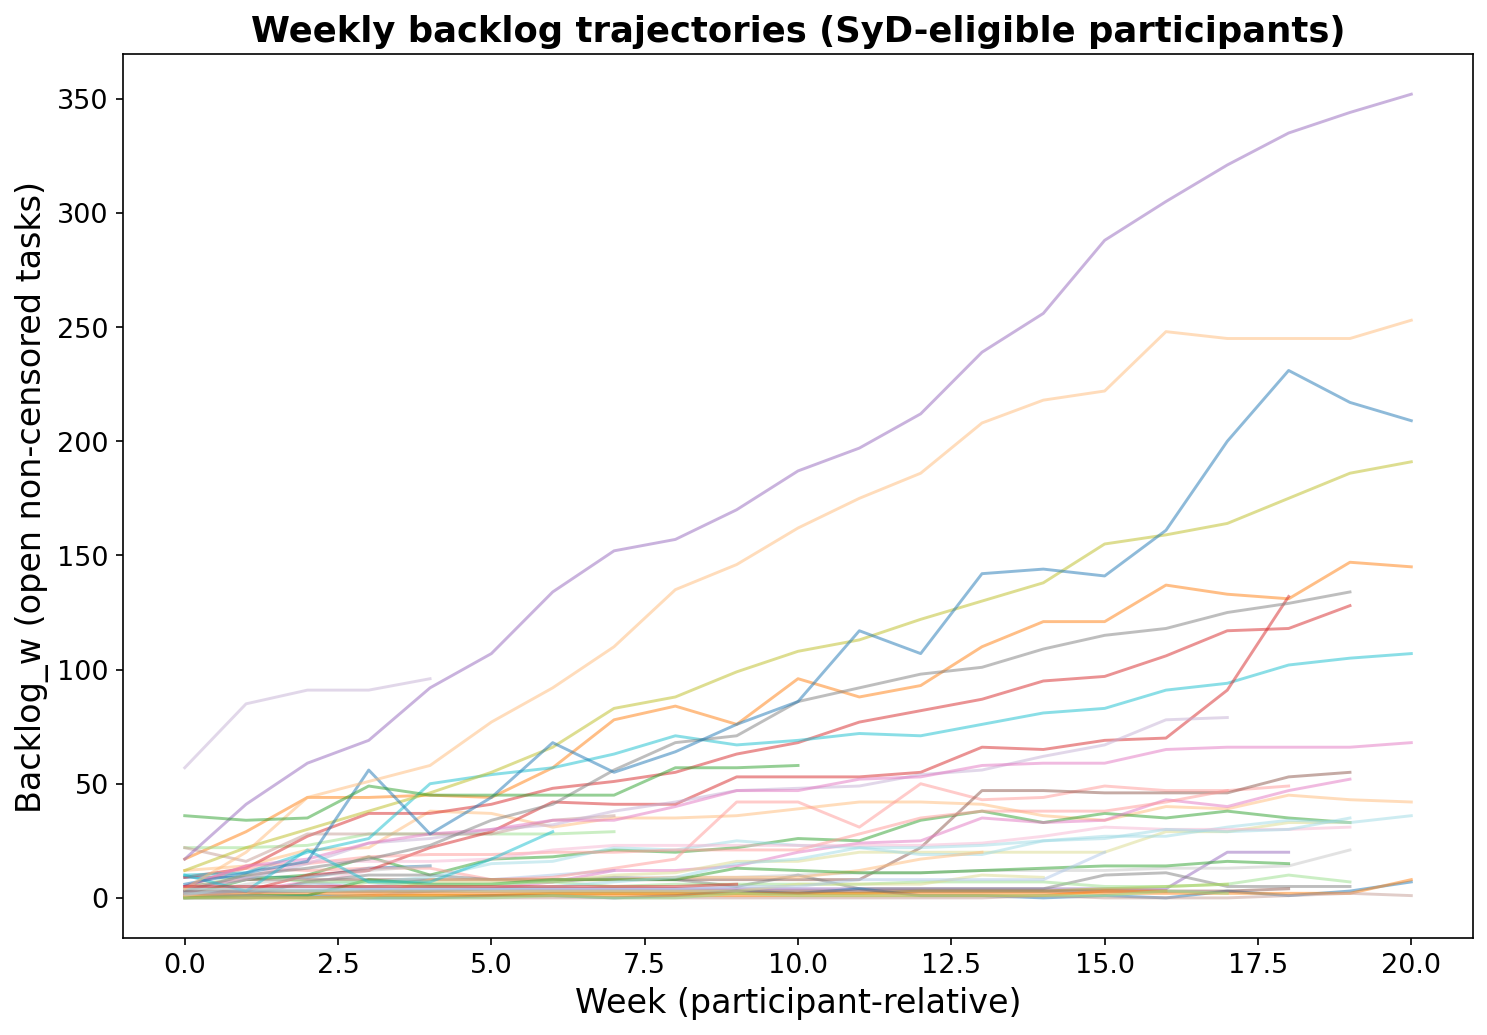 Weekly backlog trajectories (SyD-eligible participants)
Backlog_w (open non-censored tasks)
350
300
250
200
150
100
50
0
0.0 2.5 5.0 7.5 10.0 12.5 15.0 17.5 20.0
Week (participant-relative)